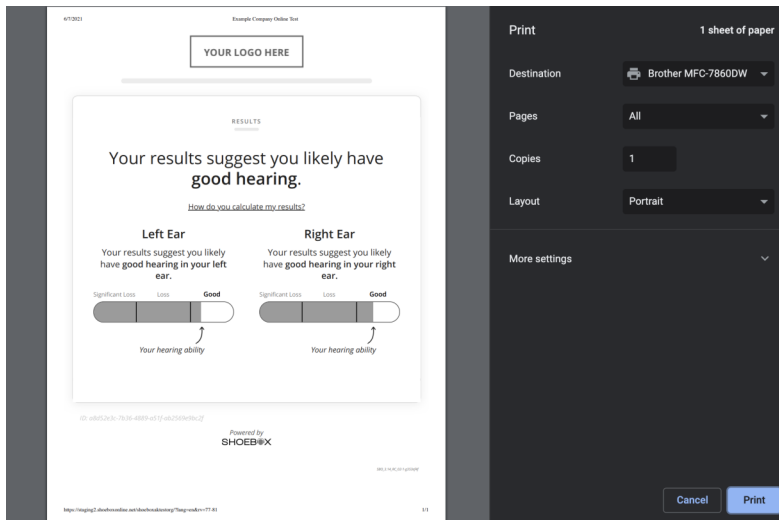 6/7/2021 Example Company Online Test
YOUR LOGO HERE
RESULTS
Your results suggest you likely have
good hearing.
How do you calculate my results?
Left Ear
Your results suggest you likely
have good hearing in your left
ear.
Significant Loss Loss Good
Your hearing ability
Right Ear
Your results suggest you likely
have good hearing in your right
ear.
Significant Loss Loss Good
Your hearing ability
Powered by
SHOEBOX
1/1
Print 1 sheet of paper
Destination Brother MFC-7860DW
Pages All
Copies 1
Layout Portrait
More settings
Cancel Print